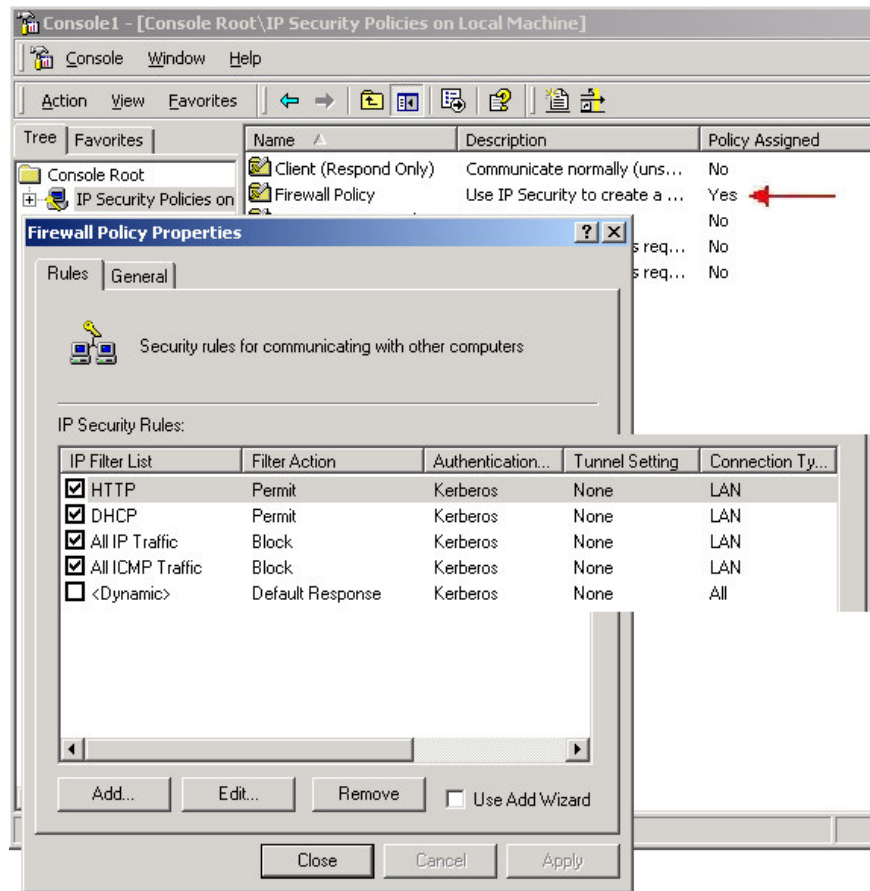 Console1 - [Console Root\IP Security Policies on Local Machine]
Console Window Help
Action View Favorites
Tree Favorites
Name Description Policy Assigned
Console Root
IP Security Policies on
Client (Respond Only) Communicate normally (uns... No
Firewall Policy Use IP Security to create a ... Yes
No
s req... No
s req... No
Firewall Policy Properties
Rules General
Security rules for communicating with other computers
IP Security Rules:
IP Filter List Filter Action Authentication... Tunnel Setting Connection Ty...
HTTP Permit Kerberos None LAN
DHCP Permit Kerberos None LAN
All IP Traffic Block Kerberos None LAN
All ICMP Traffic Block Kerberos None LAN
<Dynamic> Default Response Kerberos None All
Add... Edit... Remove Use Add Wizard
Close Cancel Apply